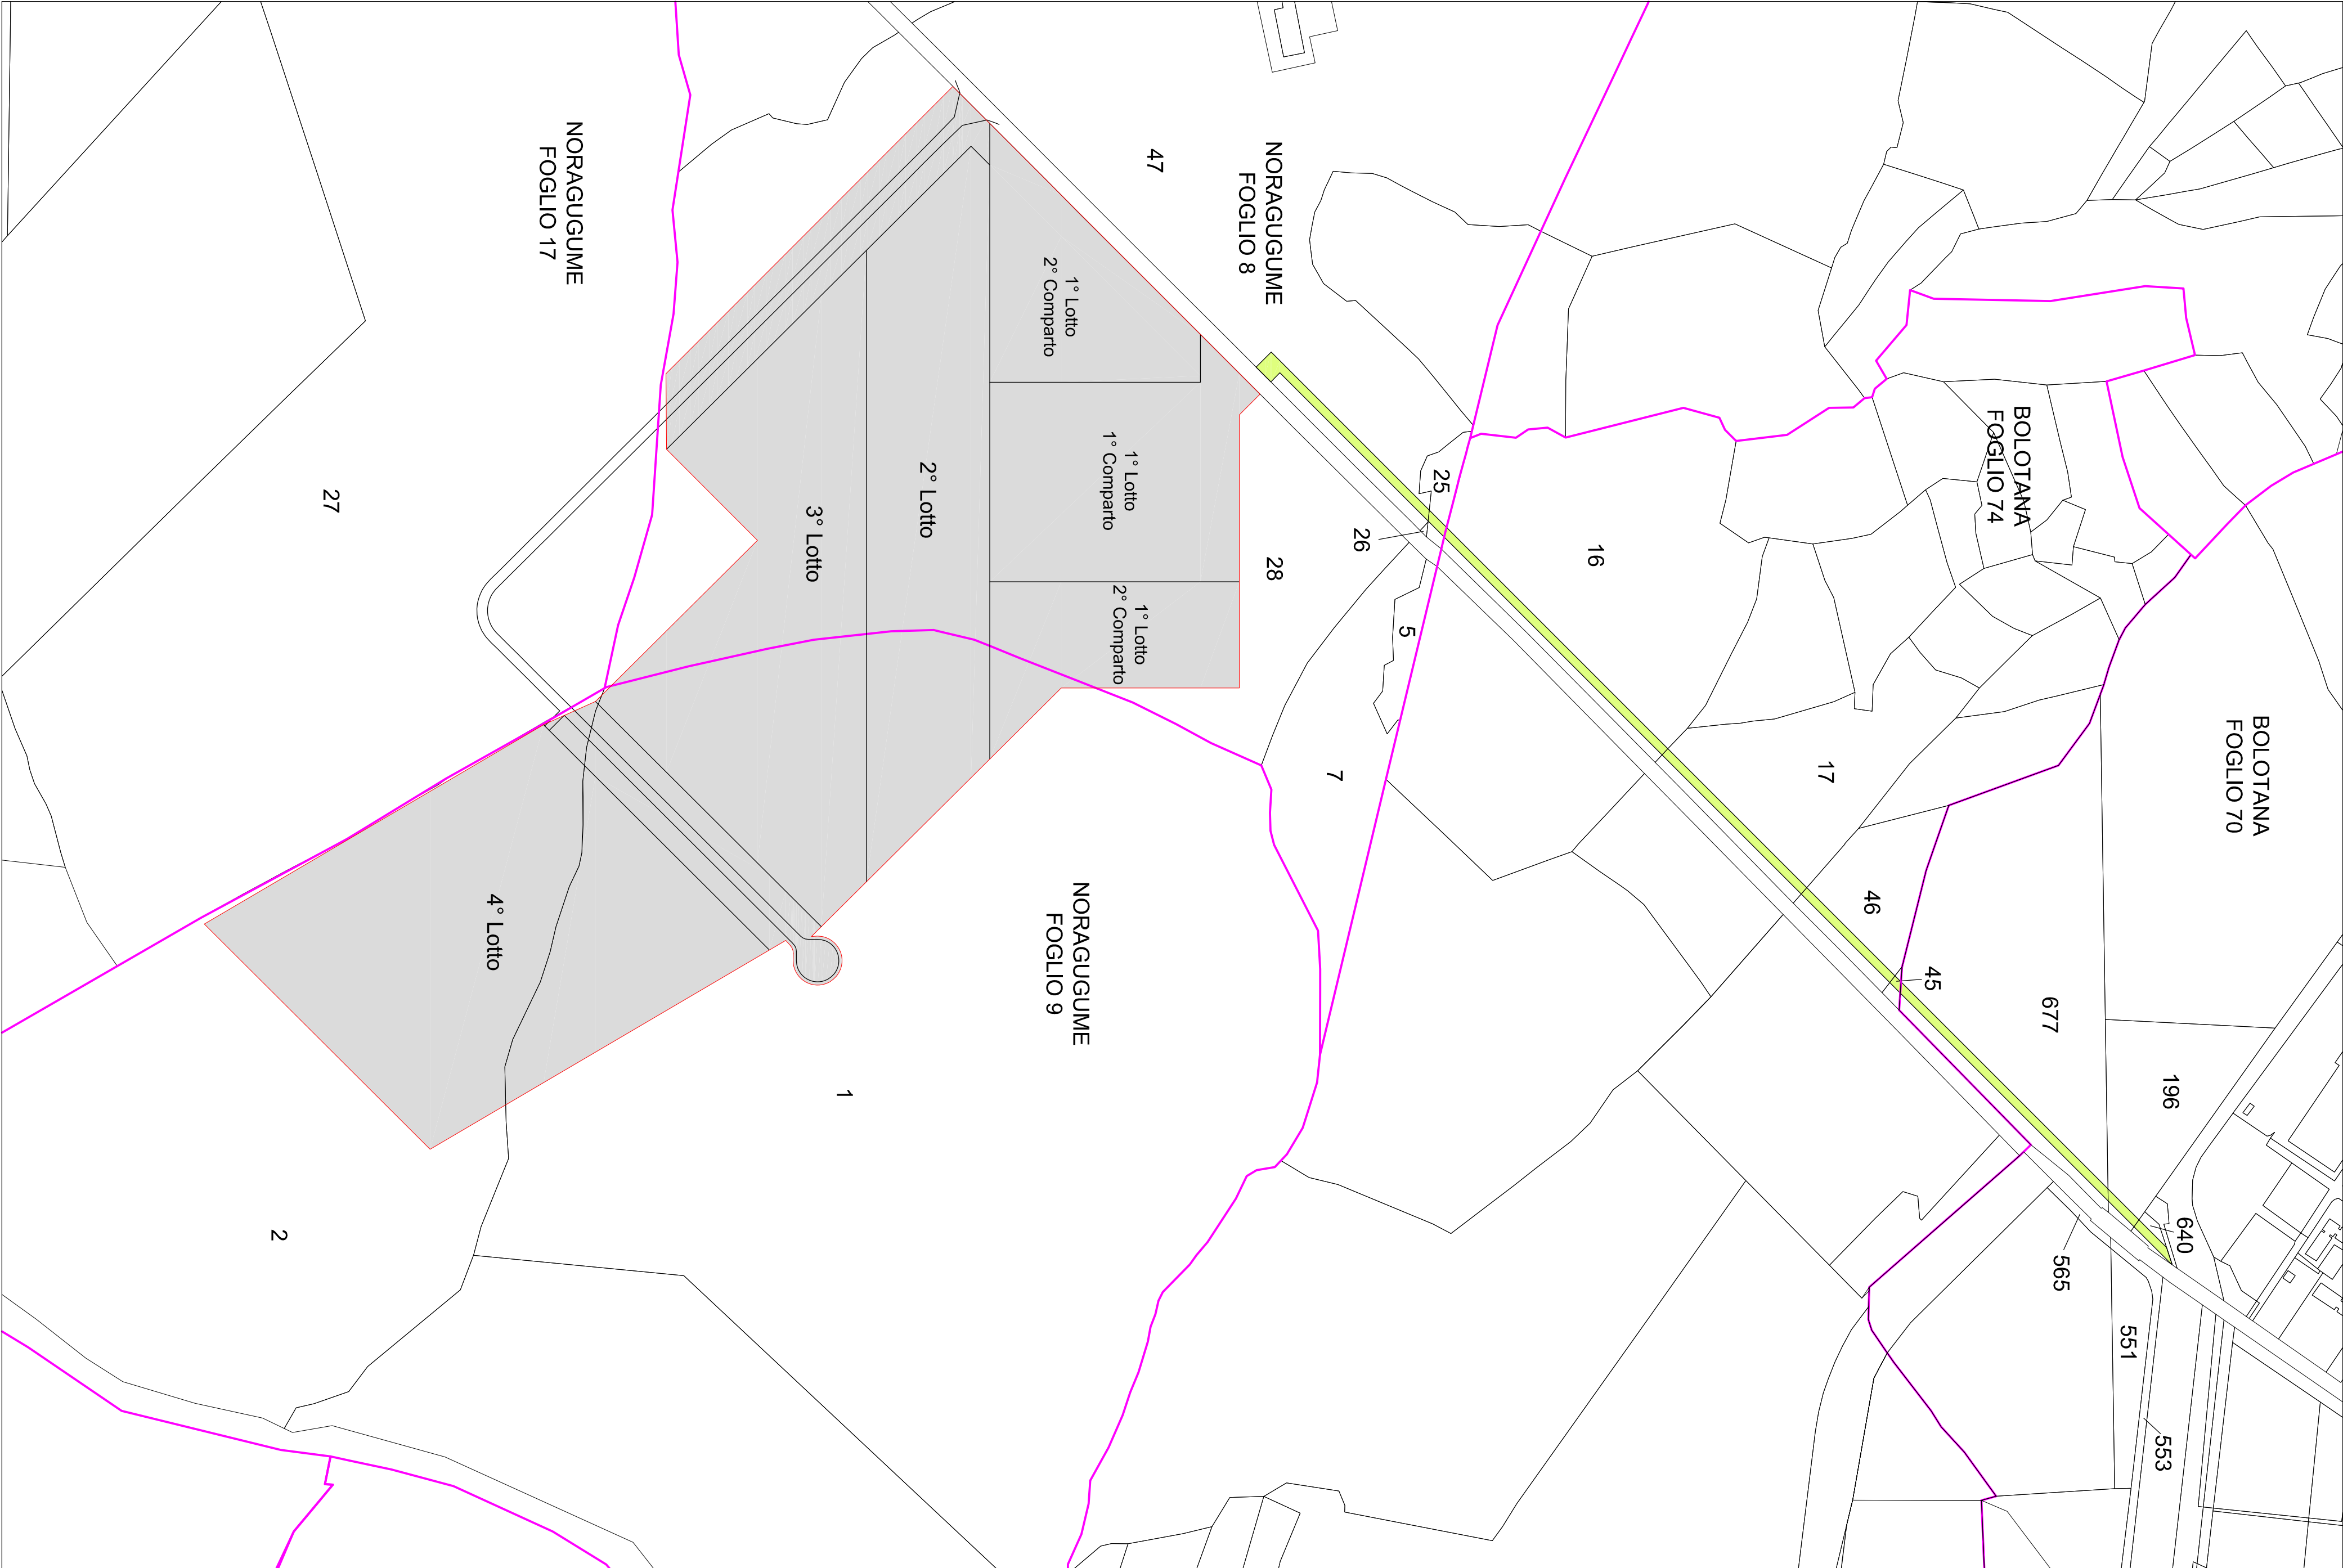 BOLOTANA
FOGLIO 70
BOLOTANA
FOGLIO 74
NORAGUGUME
FOGLIO 8
NORAGUGUME
FOGLIO 17
NORAGUGUME
FOGLIO 9
47
1° Lotto
2° Comparto
1° Lotto
1° Comparto
1° Lotto
2° Comparto
2° Lotto
3° Lotto
4° Lotto
27
28
25
26
5
7
16
17
46
45
677
196
640
565
551
553
1
2